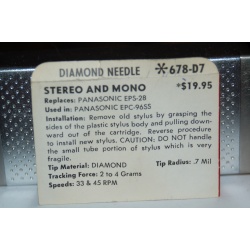 DIAMOND NEEDLE *678-D7
STEREO AND MONO *$19.95
Replaces: PANASONIC EPS-28
Used in: PANASONIC EPC-96SS
Installation: Remove old stylus by grasping
the sides of the plastic stylus body and pulling down-
ward out of the cartridge. Reverse procedure
to install new stylus. CAUTION: Do not squash
the small tube portion of stylus which is very
fragile.
Tip Material: DIAMOND Tip Radius: .7 Mil
Tracking Force: 2 to 4 Grams
Speeds: 33 & 45 RPM